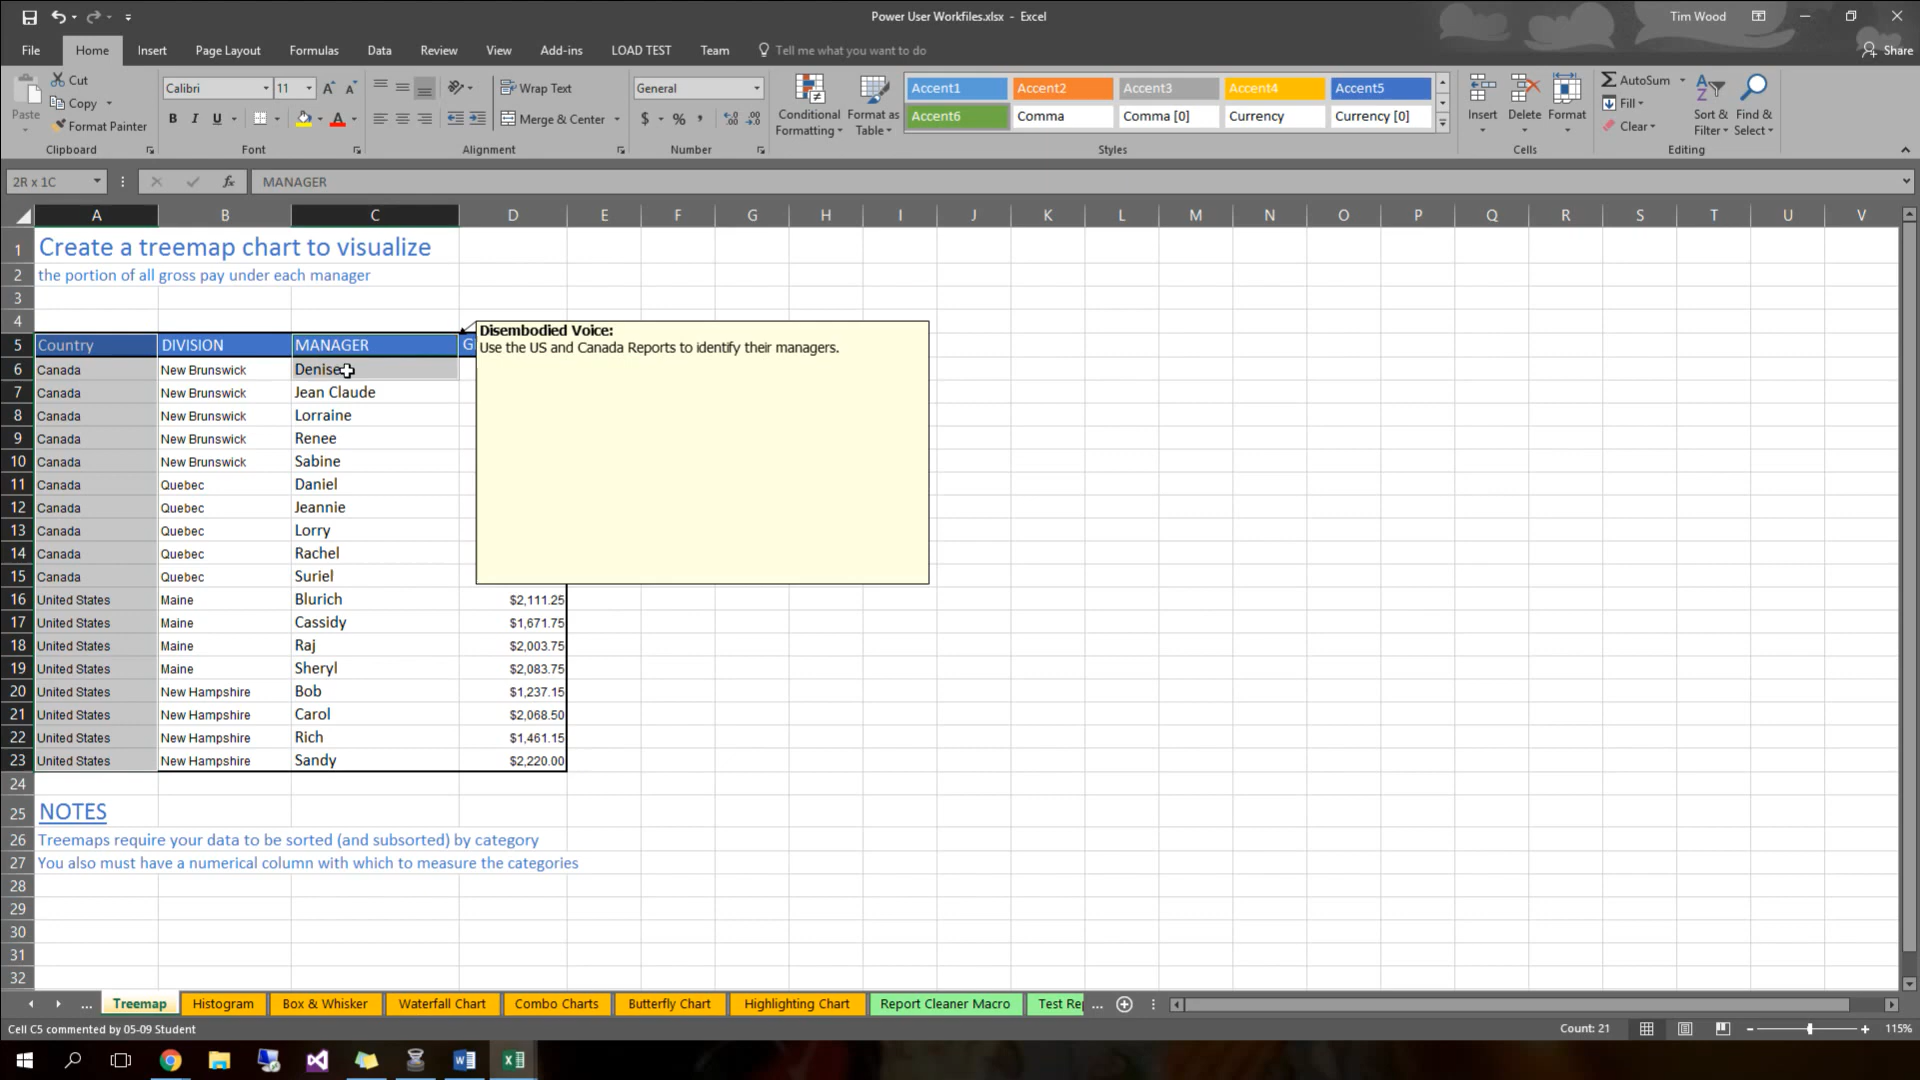 Power User Workfiles.xlsx - Excel
Tim Wood
File Home Insert Page Layout Formulas Data Review View Add-ins LOAD TEST Team Tell me what you want to do Share
Cut
Copy
Format Painter
Paste
Clipboard
Calibri 11
B I U
Font
Wrap Text
Merge & Center
Alignment
General
$ % ,
Number
Conditional
Formatting
Format as
Table
Accent1 Accent2 Accent3 Accent4 Accent5
Accent6 Comma Comma [0] Currency Currency [0]
Styles
Insert Delete Format
Cells
AutoSum
Fill
Clear
Sort &
Filter
Find &
Select
Editing
2R x 1C fx MANAGER
A B C D E F G H I J K L M N O P Q R S T U V
1 Create a treemap chart to visualize
2 the portion of all gross pay under each manager
3
4
5 Country DIVISION MANAGER G
Disembodied Voice:
Use the US and Canada Reports to identify their managers.
6 Canada New Brunswick Denise
7 Canada New Brunswick Jean Claude
8 Canada New Brunswick Lorraine
9 Canada New Brunswick Renee
10 Canada New Brunswick Sabine
11 Canada Quebec Daniel
12 Canada Quebec Jeannie
13 Canada Quebec Lorry
14 Canada Quebec Rachel
15 Canada Quebec Suriel
16 United States Maine Blurich $2,111.25
17 United States Maine Cassidy $1,671.75
18 United States Maine Raj $2,003.75
19 United States Maine Sheryl $2,083.75
20 United States New Hampshire Bob $1,237.15
21 United States New Hampshire Carol $2,068.50
22 United States New Hampshire Rich $1,461.15
23 United States New Hampshire Sandy $2,220.00
24
25 NOTES
26 Treemaps require your data to be sorted (and subsorted) by category
27 You also must have a numerical column with which to measure the categories
28
29
30
31
32
... Treemap Histogram Box & Whisker Waterfall Chart Combo Charts Butterfly Chart Highlighting Chart Report Cleaner Macro Test Rep ...
Cell C5 commented by 05-09 Student
Count: 21
115%